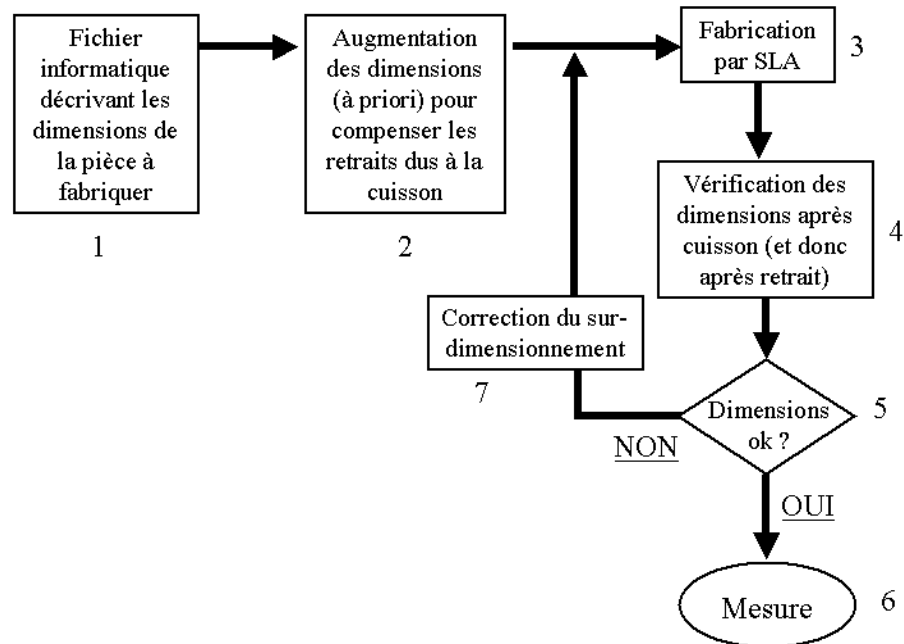 Fichier
informatique
décrivant les
dimensions de
la pièce à
fabriquer
1
Augmentation
des dimensions
(à priori) pour
compenser les
retraits dus à la
cuisson
2
Fabrication
par SLA
3
Vérification des
dimensions après
cuisson (et donc
après retrait)
4
Dimensions
ok ?
5
NON
Correction du sur-
dimensionnement
7
OUI
Mesure
6